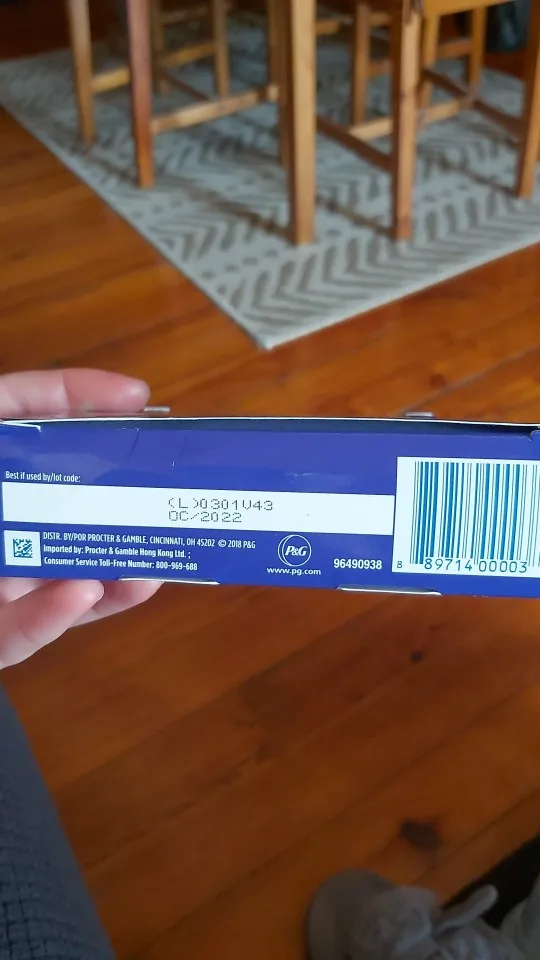 Best if used by/lot code:
(L)0301V43
OC/2022
DISTR. BY/POR PROCTER & GAMBLE, CINCINNATI, OH 45202 © 2018 P&G
Imported by: Procter & Gamble Hong Kong Ltd. ;
Consumer Service Toll-Free Number: 800-969-688
P&G
www.pg.com
96490938
8 89714 00003